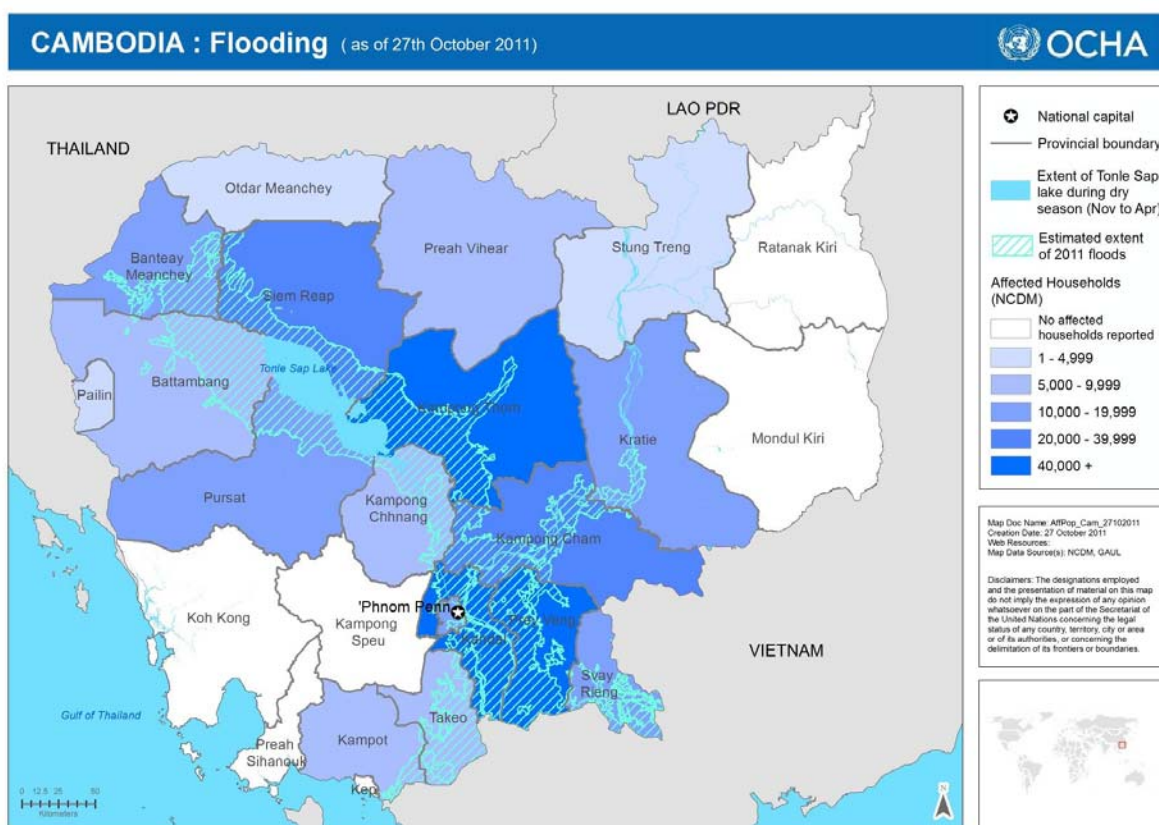 CAMBODIA : Flooding ( as of 27th October 2011)
OCHA
THAILAND
LAO PDR
Otdar Meanchey
Preah Vihear
Stung Treng
Ratanak Kiri
Banteay
Meanchey
Siem Reap
Battambang
Tonle Sap Lake
Pailin
Kampong Thom
Kratie
Mondul Kiri
Pursat
Kampong
Chhnang
Kampong Cham
'Phnom Penn
Koh Kong
Kampong
Speu
Prey Veng
Kandal
VIETNAM
Svay
Rieng
Gulf of Thailand
Takeo
Kampot
Preah
Sihanouk
Kep
0 12.5 25 50
Kilometers
N
National capital
Provincial boundary
Extent of Tonle Sap
lake during dry
season (Nov to Apr)
Estimated extent
of 2011 floods
Affected Households
(NCDM)
No affected
households reported
1 - 4,999
5,000 - 9,999
10,000 - 19,999
20,000 - 39,999
40,000 +
Map Doc Name: AffPop_Cam_27102011
Creation Date: 27 October 2011
Web Resources:
Map Data Source(s): NCDM, GAUL
Disclaimers: The designations employed
and the presentation of material on this map
do not imply the expression of any opinion
whatsoever on the part of the Secretariat of
the United Nations concerning the legal
status of any country, territory, city or area
or of its authorities, or concerning the
delimitation of its frontiers or boundaries.